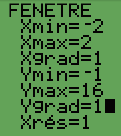 FENETRE
Xmin=-2
Xmax=2
Xgrad=1
Ymin=-1
Ymax=16
Ygrad=1
Xrés=1